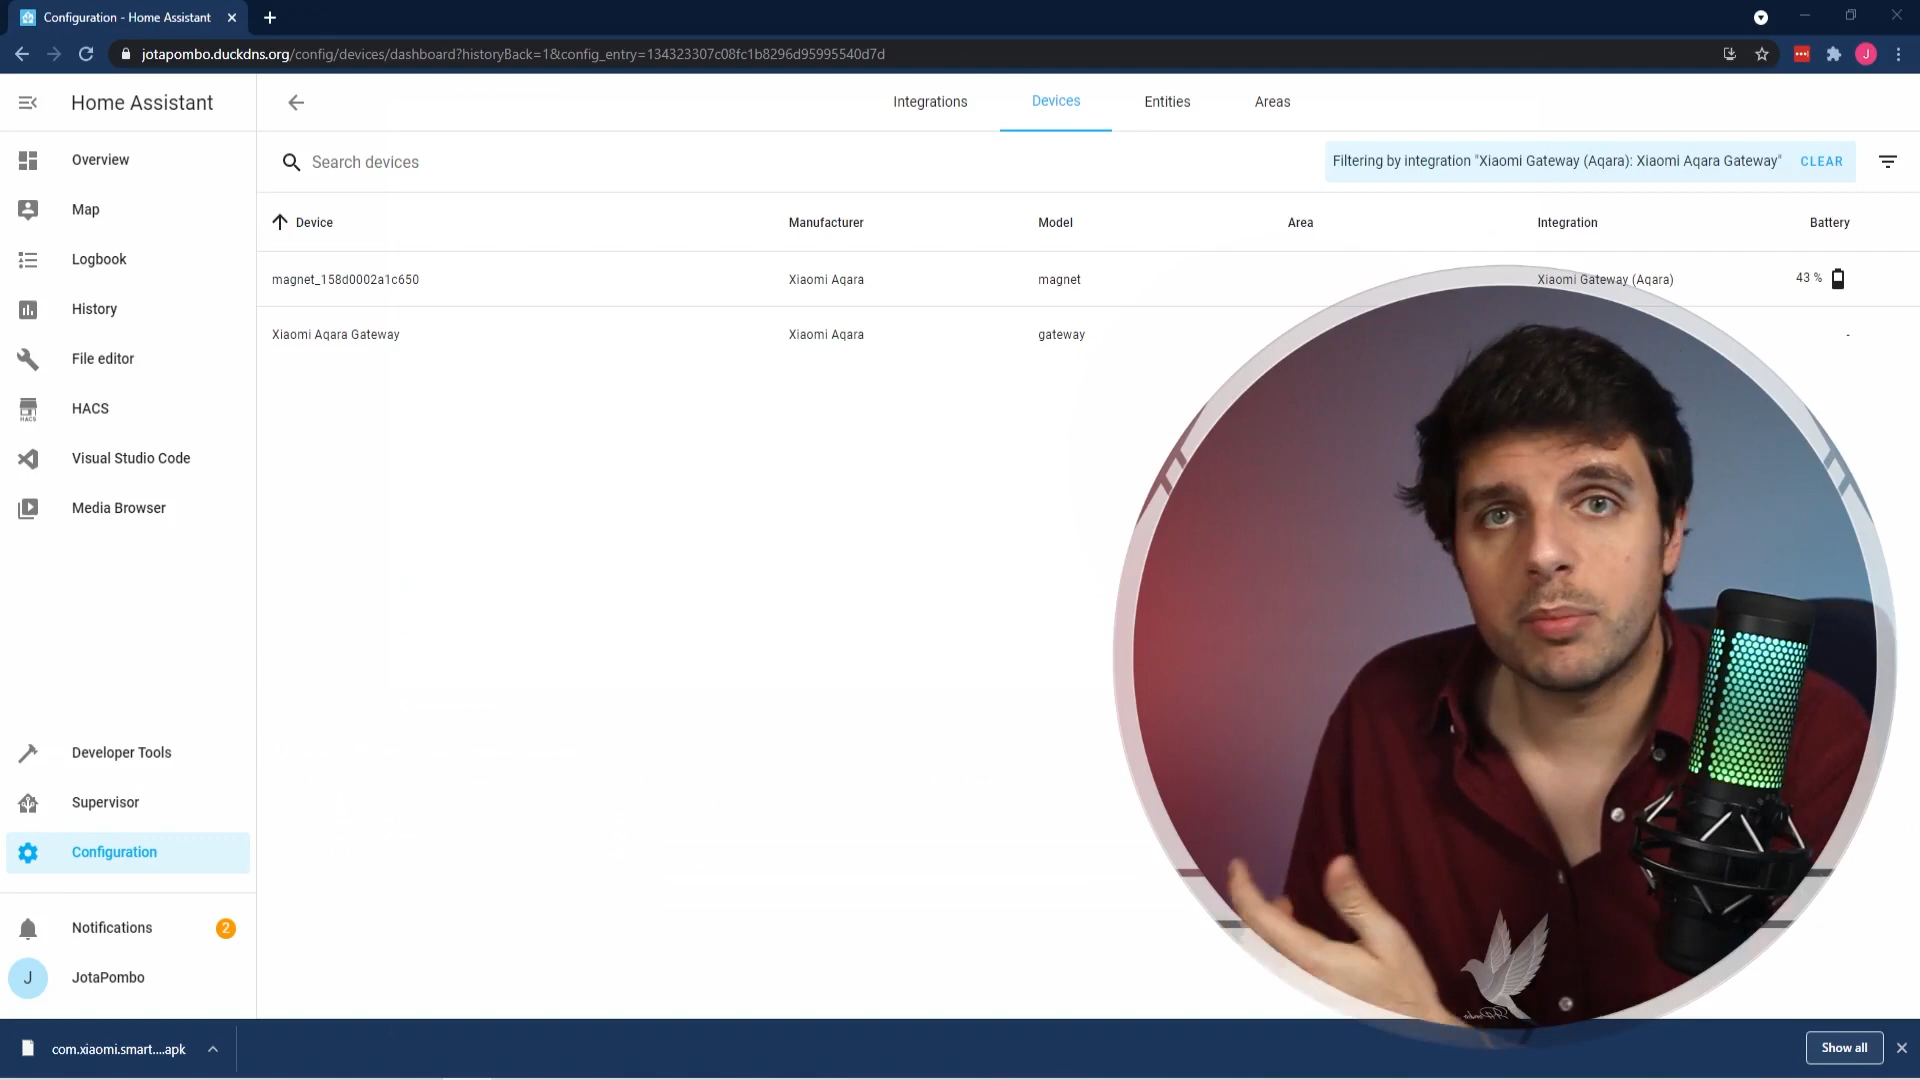 Configuration - Home Assistant
jotapombo.duckdns.org/config/devices/dashboard?historyBack=1&config_entry=134323307c08fc1b8296d95995540d7d
J
Home Assistant
Integrations
Devices
Entities
Areas
Overview
Map
Logbook
History
File editor
HACS
HACS
Visual Studio Code
Media Browser
Developer Tools
Supervisor
Configuration
Notifications
2
J
JotaPombo
Search devices
Filtering by integration "Xiaomi Gateway (Aqara): Xiaomi Aqara Gateway"
CLEAR
Device Manufacturer Model Area Integration Battery
magnet_158d0002a1c650 Xiaomi Aqara magnet Xiaomi Gateway (Aqara) 43 %
Xiaomi Aqara Gateway Xiaomi Aqara gateway -
com.xiaomi.smart....apk
Show all